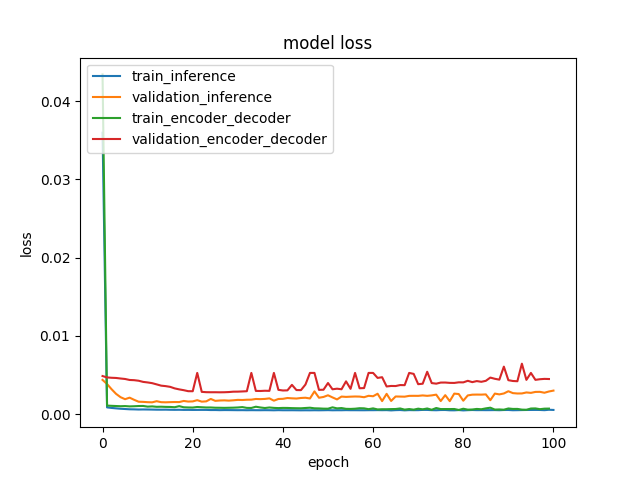 model loss
train_inference
validation_inference
train_encoder_decoder
validation_encoder_decoder
0.04
0.03
0.02
0.01
0.00
loss
0 20 40 60 80 100
epoch